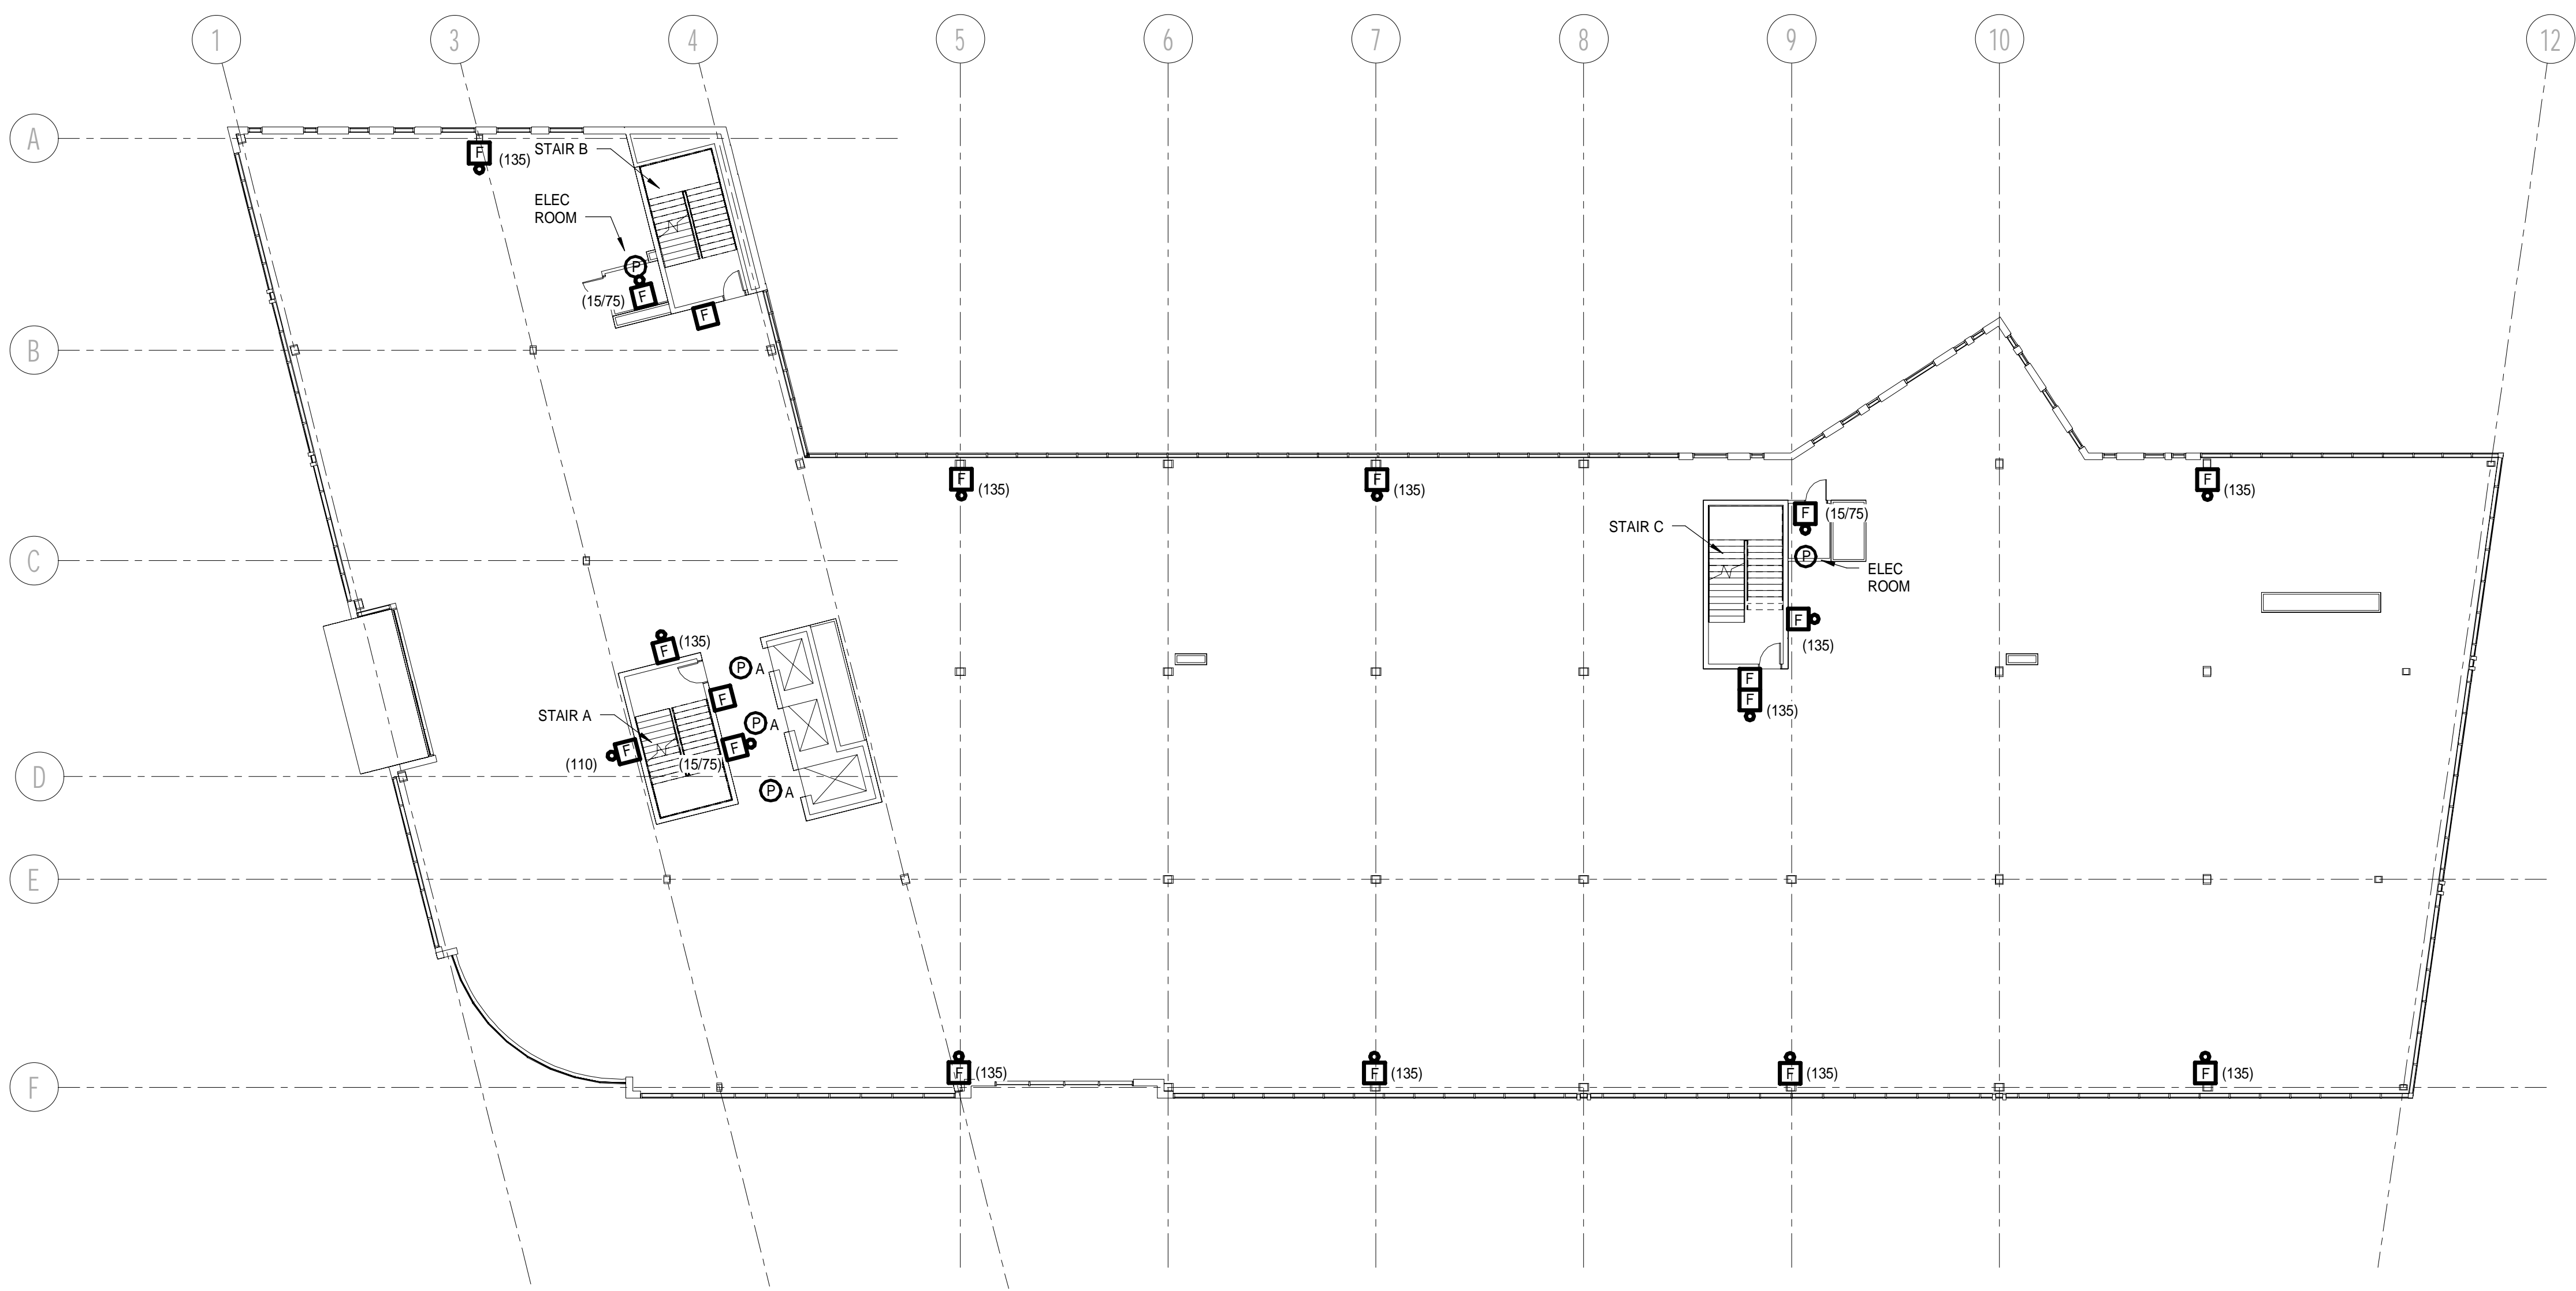 1
3
4
5
6
7
8
9
10
12
A
F
(135)
STAIR B
ELEC
ROOM
P
(15/75)
F
F
B
F
(135)
F
(135)
F
(135)
STAIR C
F
(15/75)
P
ELEC
ROOM
C
F
(135)
F
(135)
P A
F
F
F
(135)
STAIR A
F
P A
(110)
F
(15/75)
P A
D
E
F
F
(135)
F
(135)
F
(135)
F
(135)